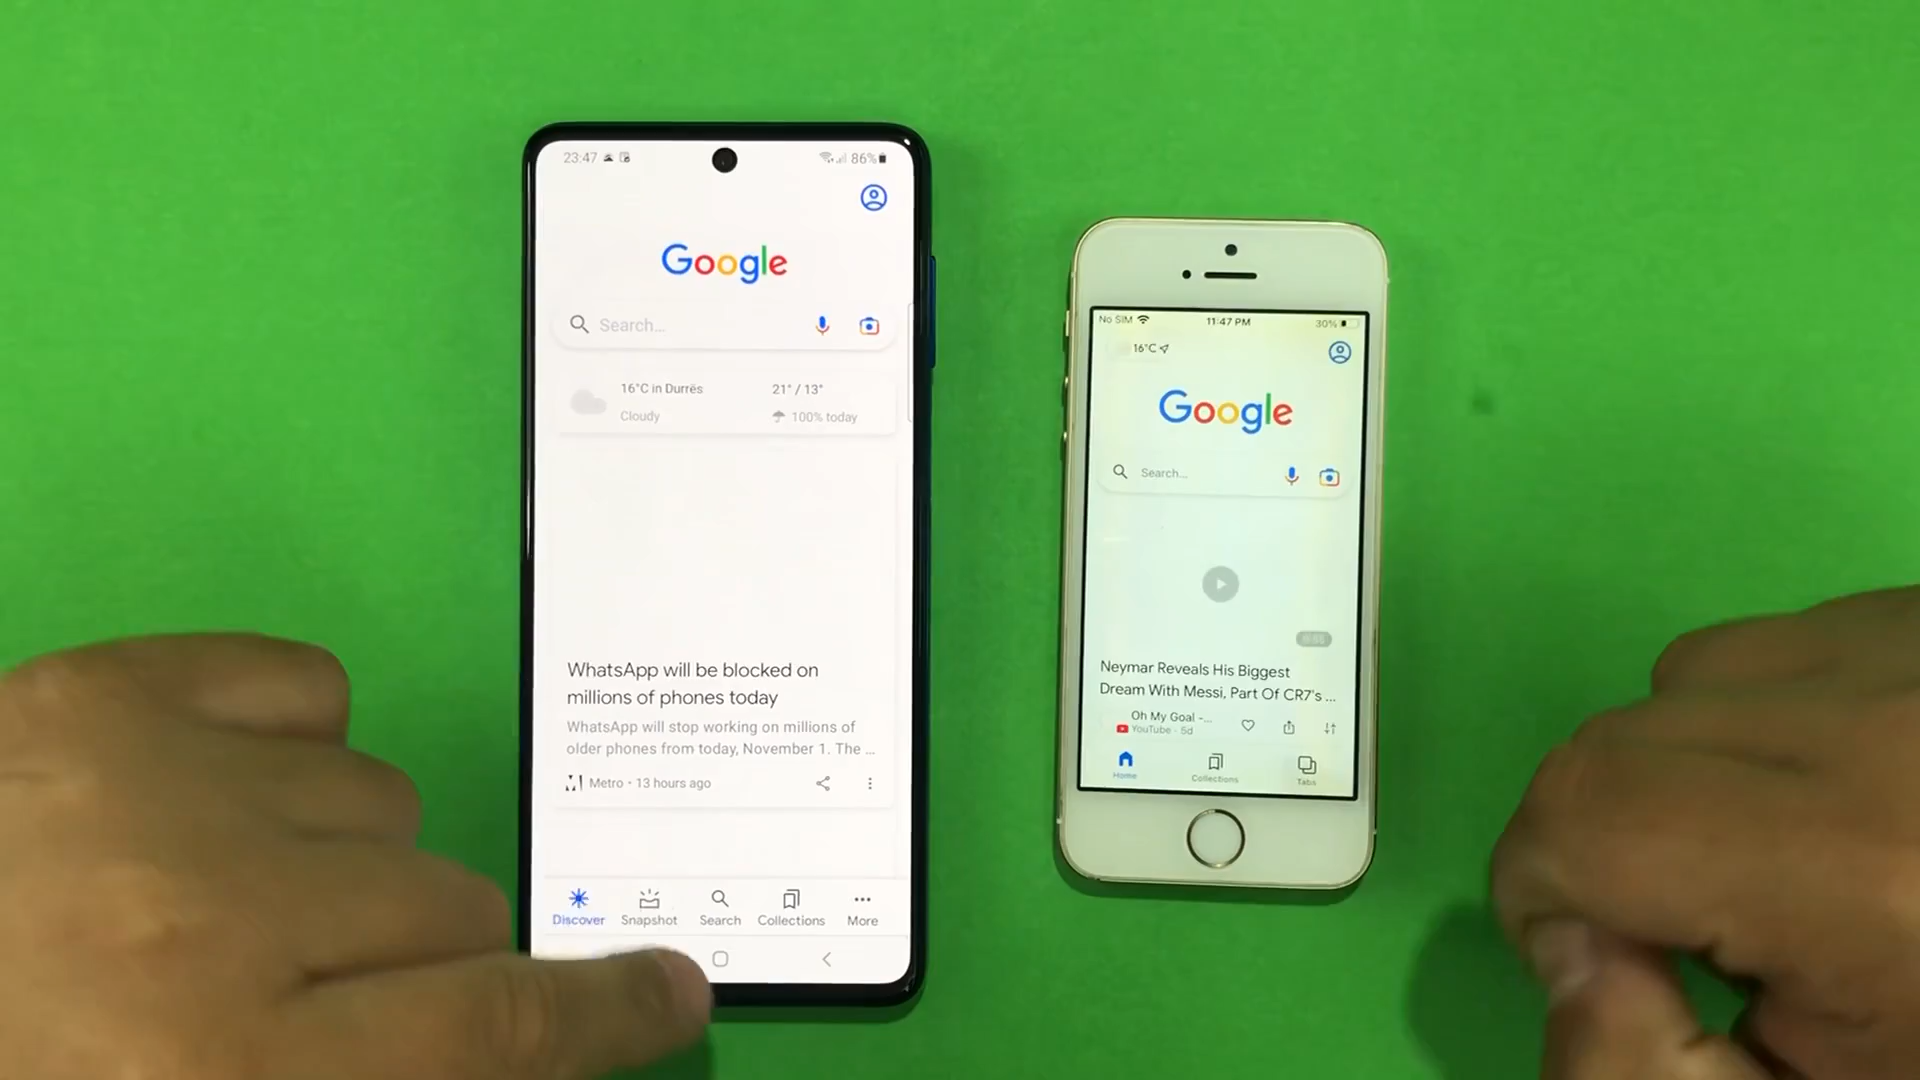 23:47
86%
Google
Search...
16°C in Durrës
21° / 13°
Cloudy
100% today
WhatsApp will be blocked on
millions of phones today
WhatsApp will stop working on millions of
older phones from today, November 1. The ...
Metro · 13 hours ago
Discover
Snapshot
Search
Collections
More
No SIM
11:47 PM
30%
16°C
Google
Search...
Neymar Reveals His Biggest
Dream With Messi, Part Of CR7's ...
Oh My Goal -...
YouTube · 5d
Home
Collections
Tabs